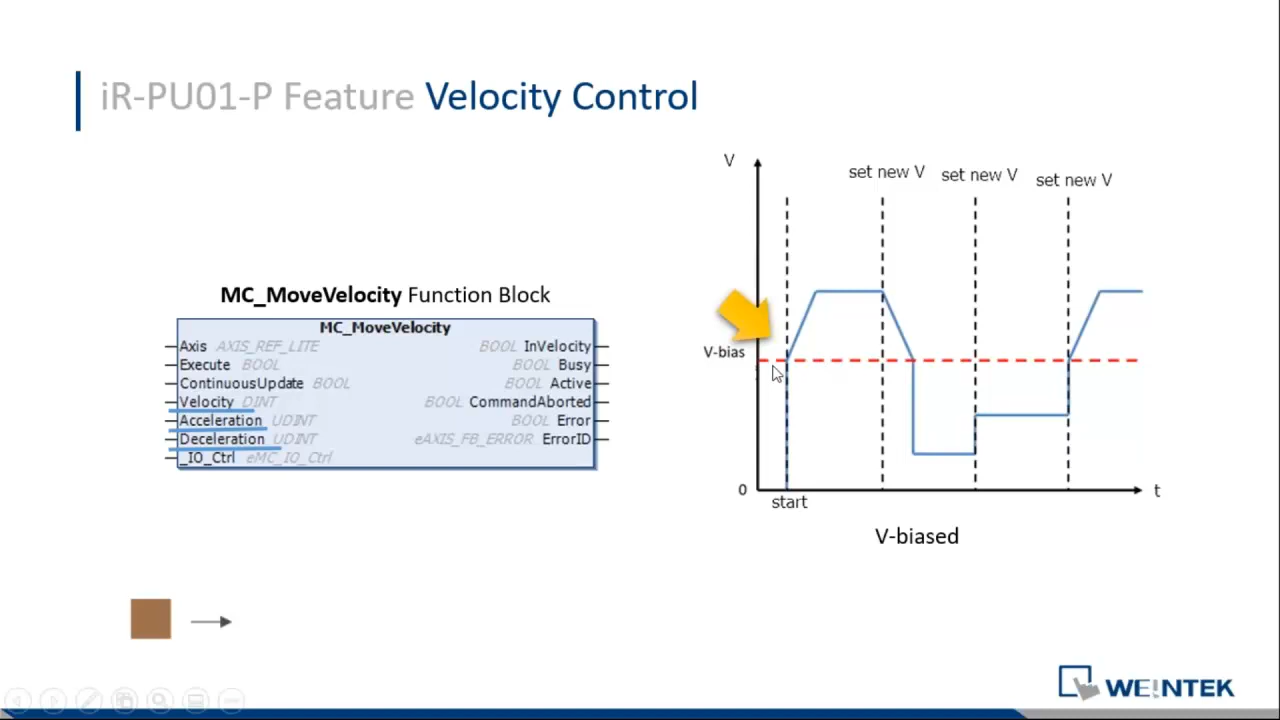 iR-PU01-P Feature Velocity Control
MC_MoveVelocity Function Block
MC_MoveVelocity
Axis AXIS_REF_LITE BOOL InVelocity
Execute BOOL BOOL Busy
ContinuousUpdate BOOL BOOL Active
Velocity DINT BOOL CommandAborted
Acceleration UDINT BOOL Error
Deceleration UDINT eAXIS_FB_ERROR ErrorID
_IO_Ctrl eMC_IO_Ctrl
V
set new V set new V set new V
V-bias
0
t
start
V-biased
WEINTEK